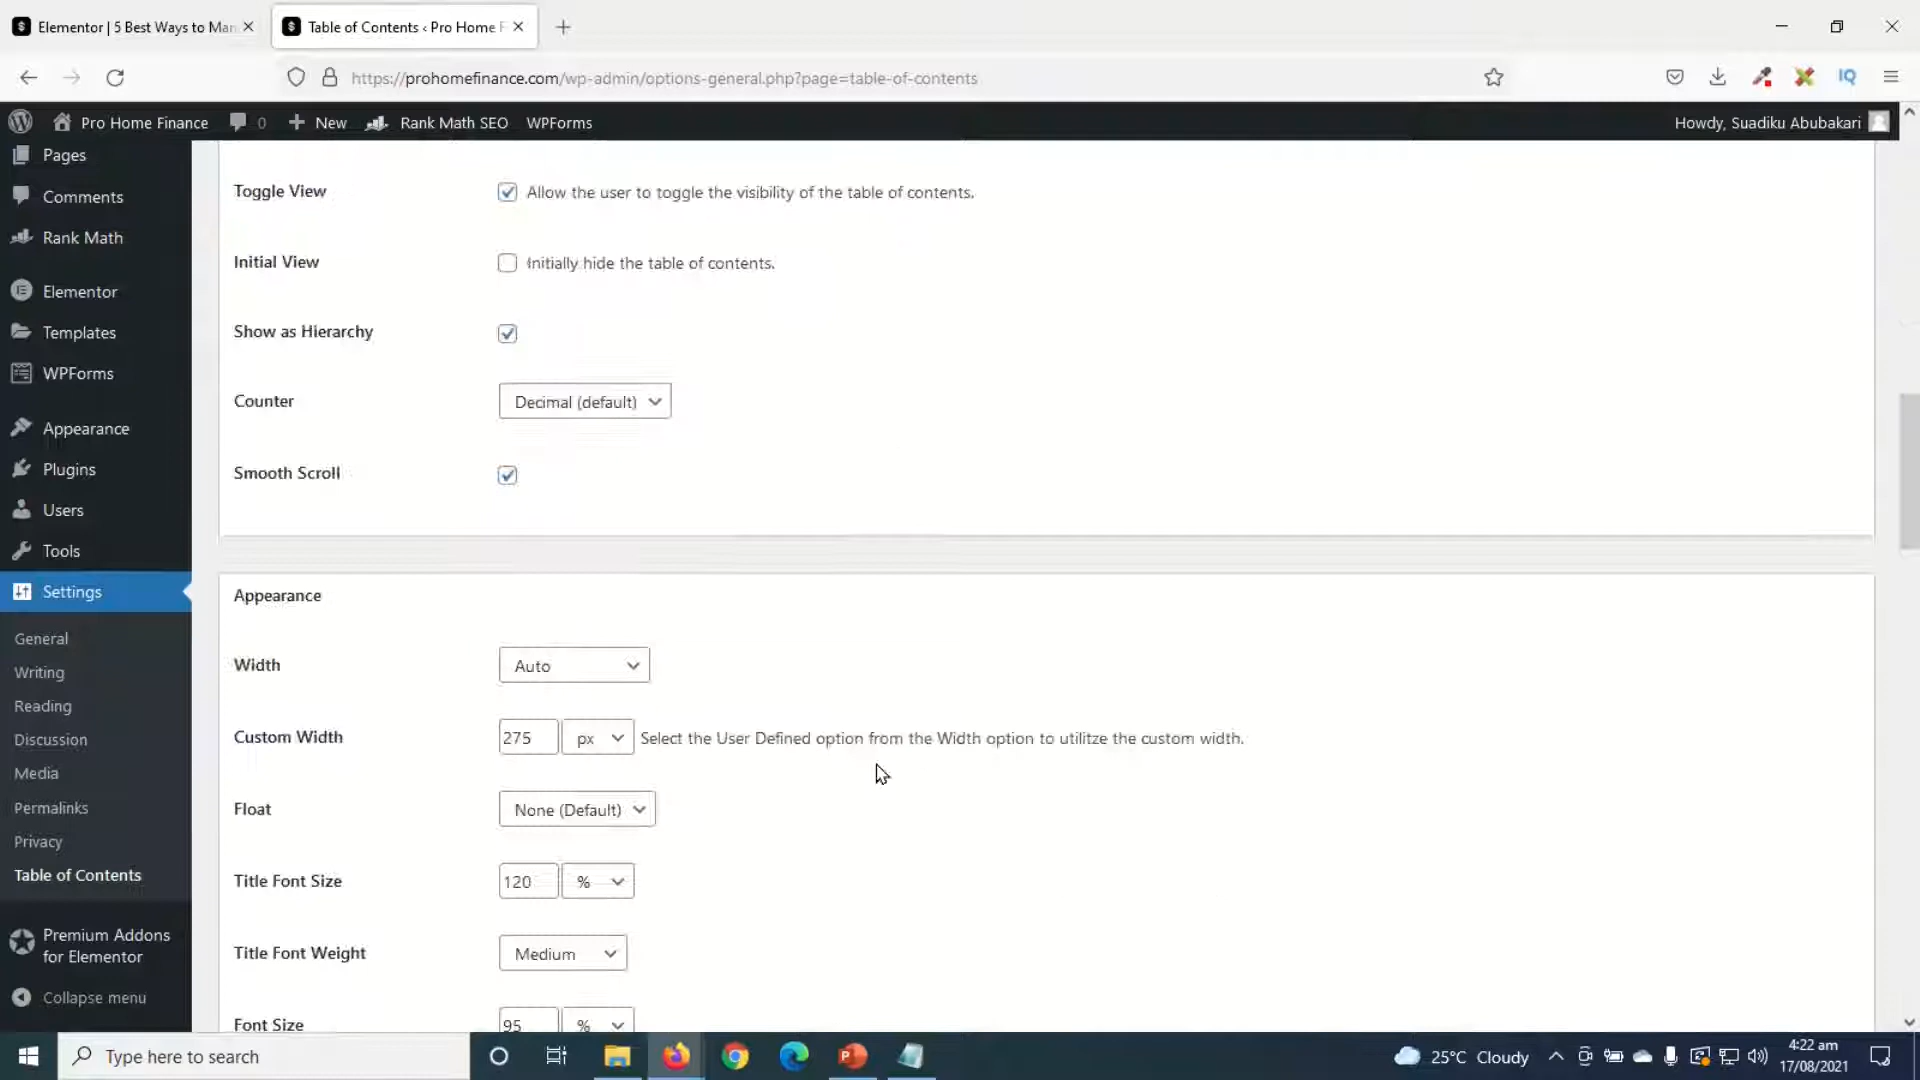 Elementor | 5 Best Ways to Man
Table of Contents ‹ Pro Home F
https://prohomefinance.com/wp-admin/options-general.php?page=table-of-contents
Pro Home Finance
0
New
Rank Math SEO
WPForms
Howdy, Suadiku Abubakari
Pages
Comments
Rank Math
Elementor
Templates
WPForms
Appearance
Plugins
Users
Tools
Settings
General
Writing
Reading
Discussion
Media
Permalinks
Privacy
Table of Contents
Premium Addons
for Elementor
Collapse menu
Toggle View
Allow the user to toggle the visibility of the table of contents.
Initial View
Initially hide the table of contents.
Show as Hierarchy
Counter
Decimal (default)
Smooth Scroll
Appearance
Width
Auto
Custom Width
275 px Select the User Defined option from the Width option to utilitze the custom width.
Float
None (Default)
Title Font Size
120 %
Title Font Weight
Medium
Font Size
95 %
Type here to search
25°C Cloudy
4:22 am
17/08/2021